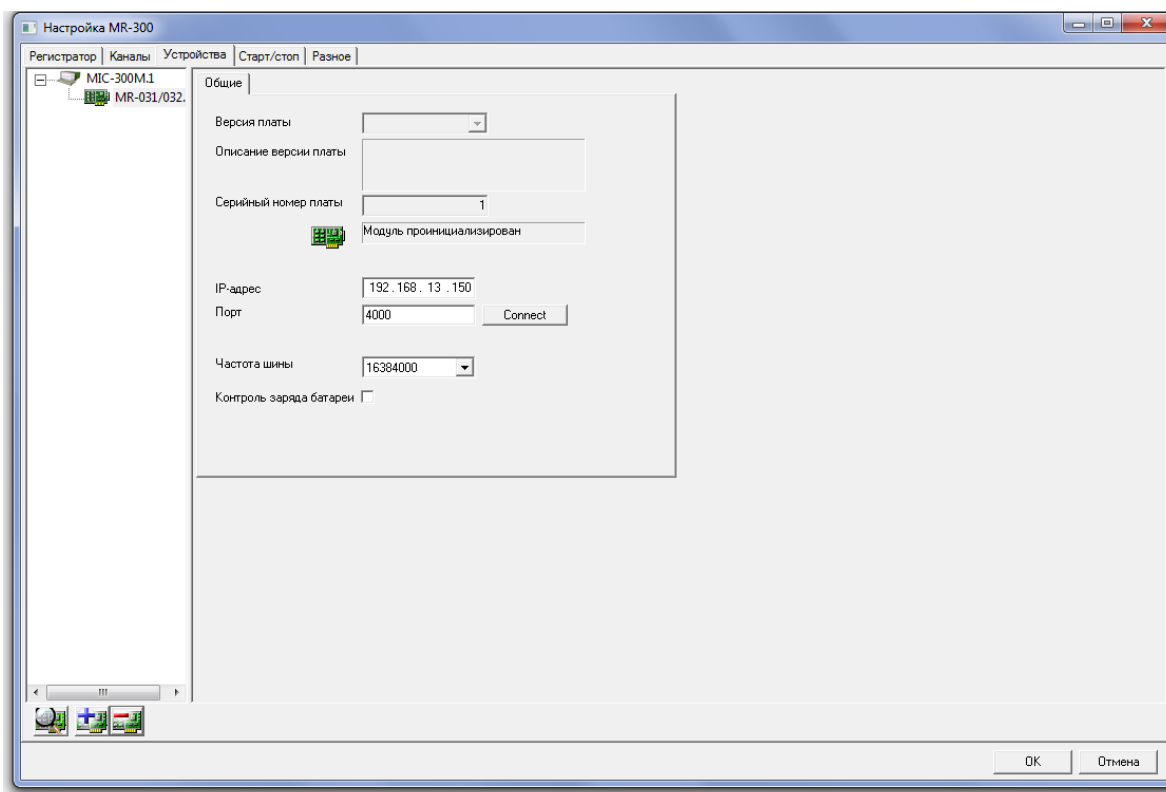 Настройка MR-300
Регистратор Каналы Устройства Старт/стоп Разное
MIC-300M.1
MR-031/032.
Общие
Версия платы
Описание версии платы
Серийный номер платы 1
Модуль проинициализирован
IP-адрес 192.168.13.150
Порт 4000 Connect
Частота шины 16384000
Контроль заряда батареи
OK Отмена